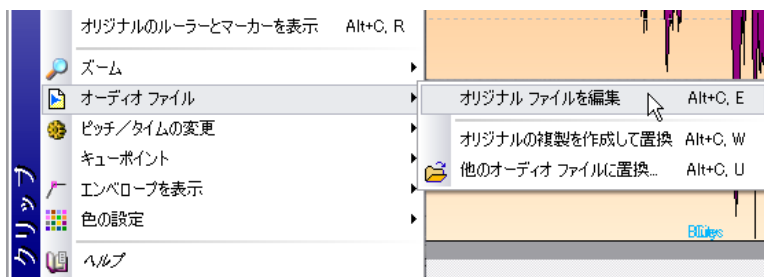 オリジナルのルーラーとマーカーを表示 Alt+C, R
ズーム
オーディオ ファイル
ピッチ／タイムの変更
キューポイント
エンベロープを表示
色の設定
ヘルプ
クリップ
オリジナル ファイルを編集 Alt+C, E
オリジナルの複製を作成して置換 Alt+C, W
他のオーディオ ファイルに置換... Alt+C, U